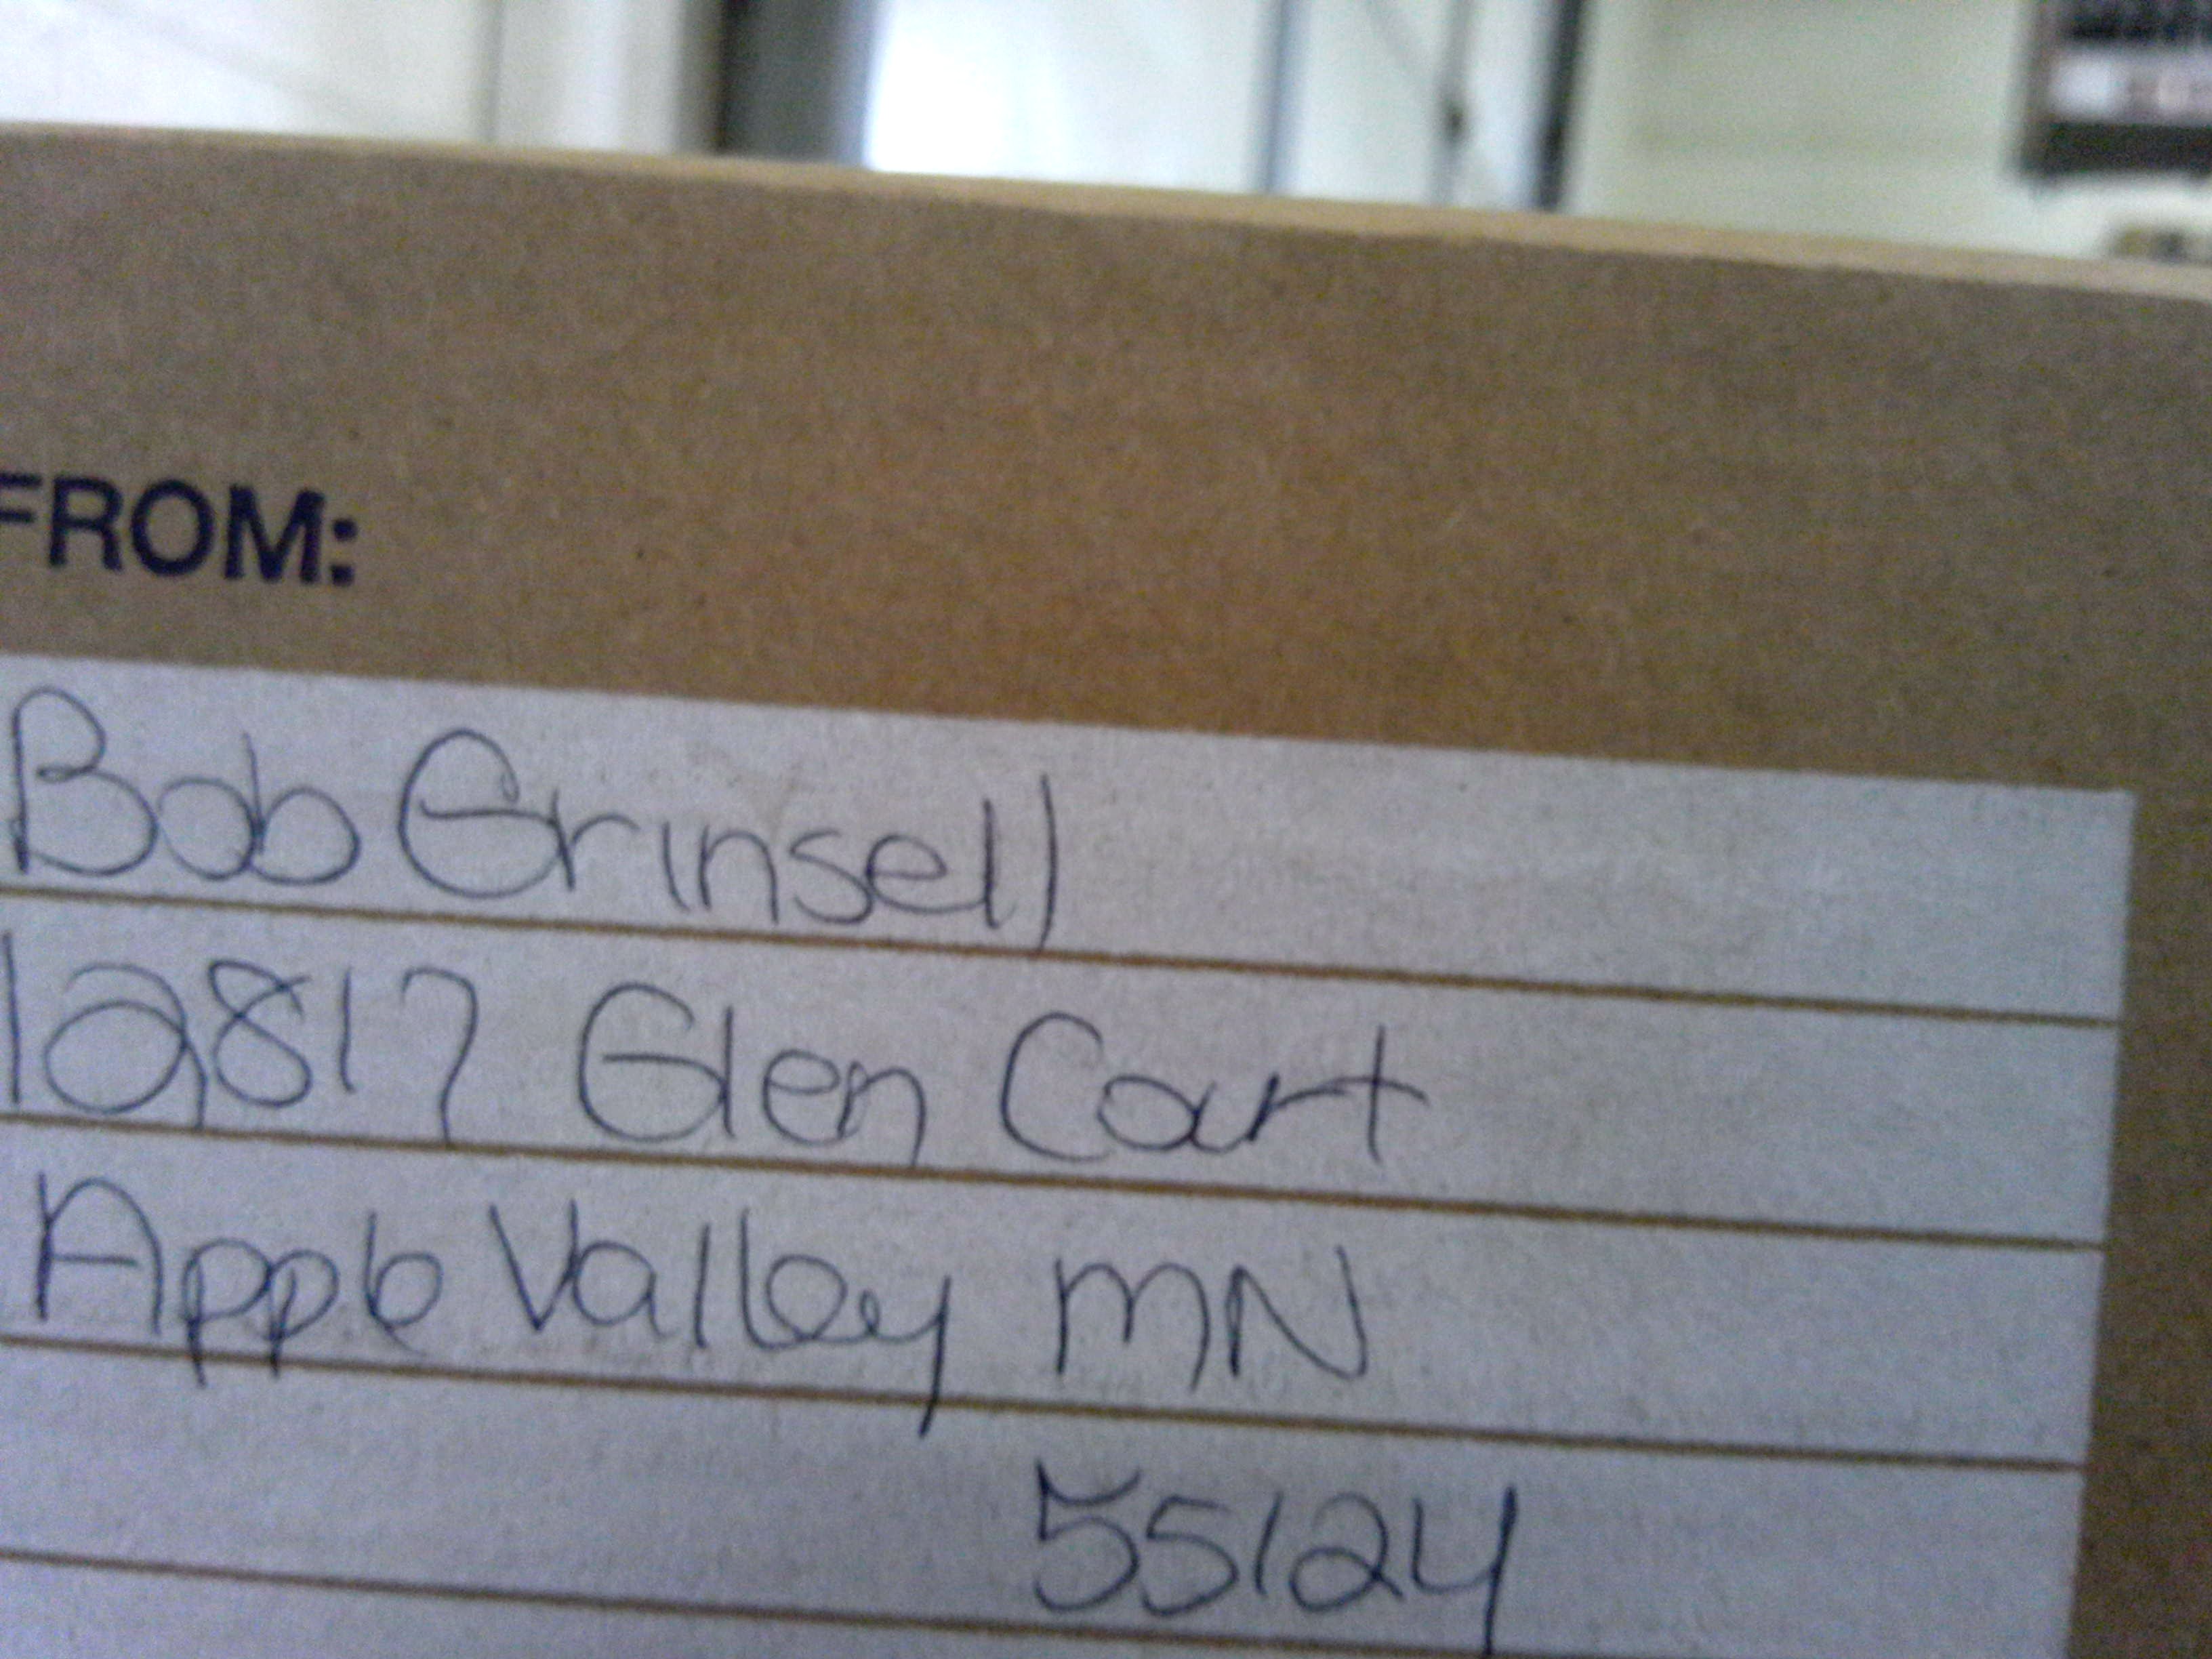 FROM:
Bob Grinsell
12817 Glen Court
Apple Valley MN
55124